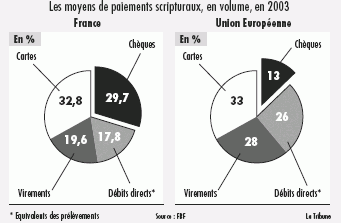 Les moyens de paiements scripturaux, en volume, en 2003
France
Union Européenne
En %
Chèques
Cartes
32,8
29,7
19,6
17,8
Virements
Débits directs*
En %
Chèques
Cartes
13
33
26
28
Virements
Débits directs*
* Equivalents des prélèvements
Source : FBF
La Tribune